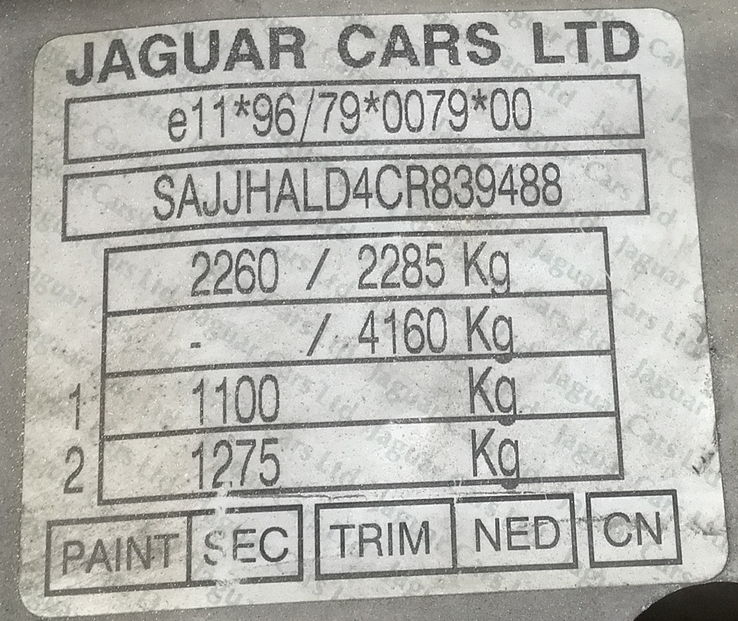 JAGUAR CARS LTD
e11*96/79*0079*00
SAJJHALD4CR839488
2260 / 2285 Kg
- / 4160 Kg
1 1100 Kg
2 1275 Kg
PAINT SEC TRIM NED CN